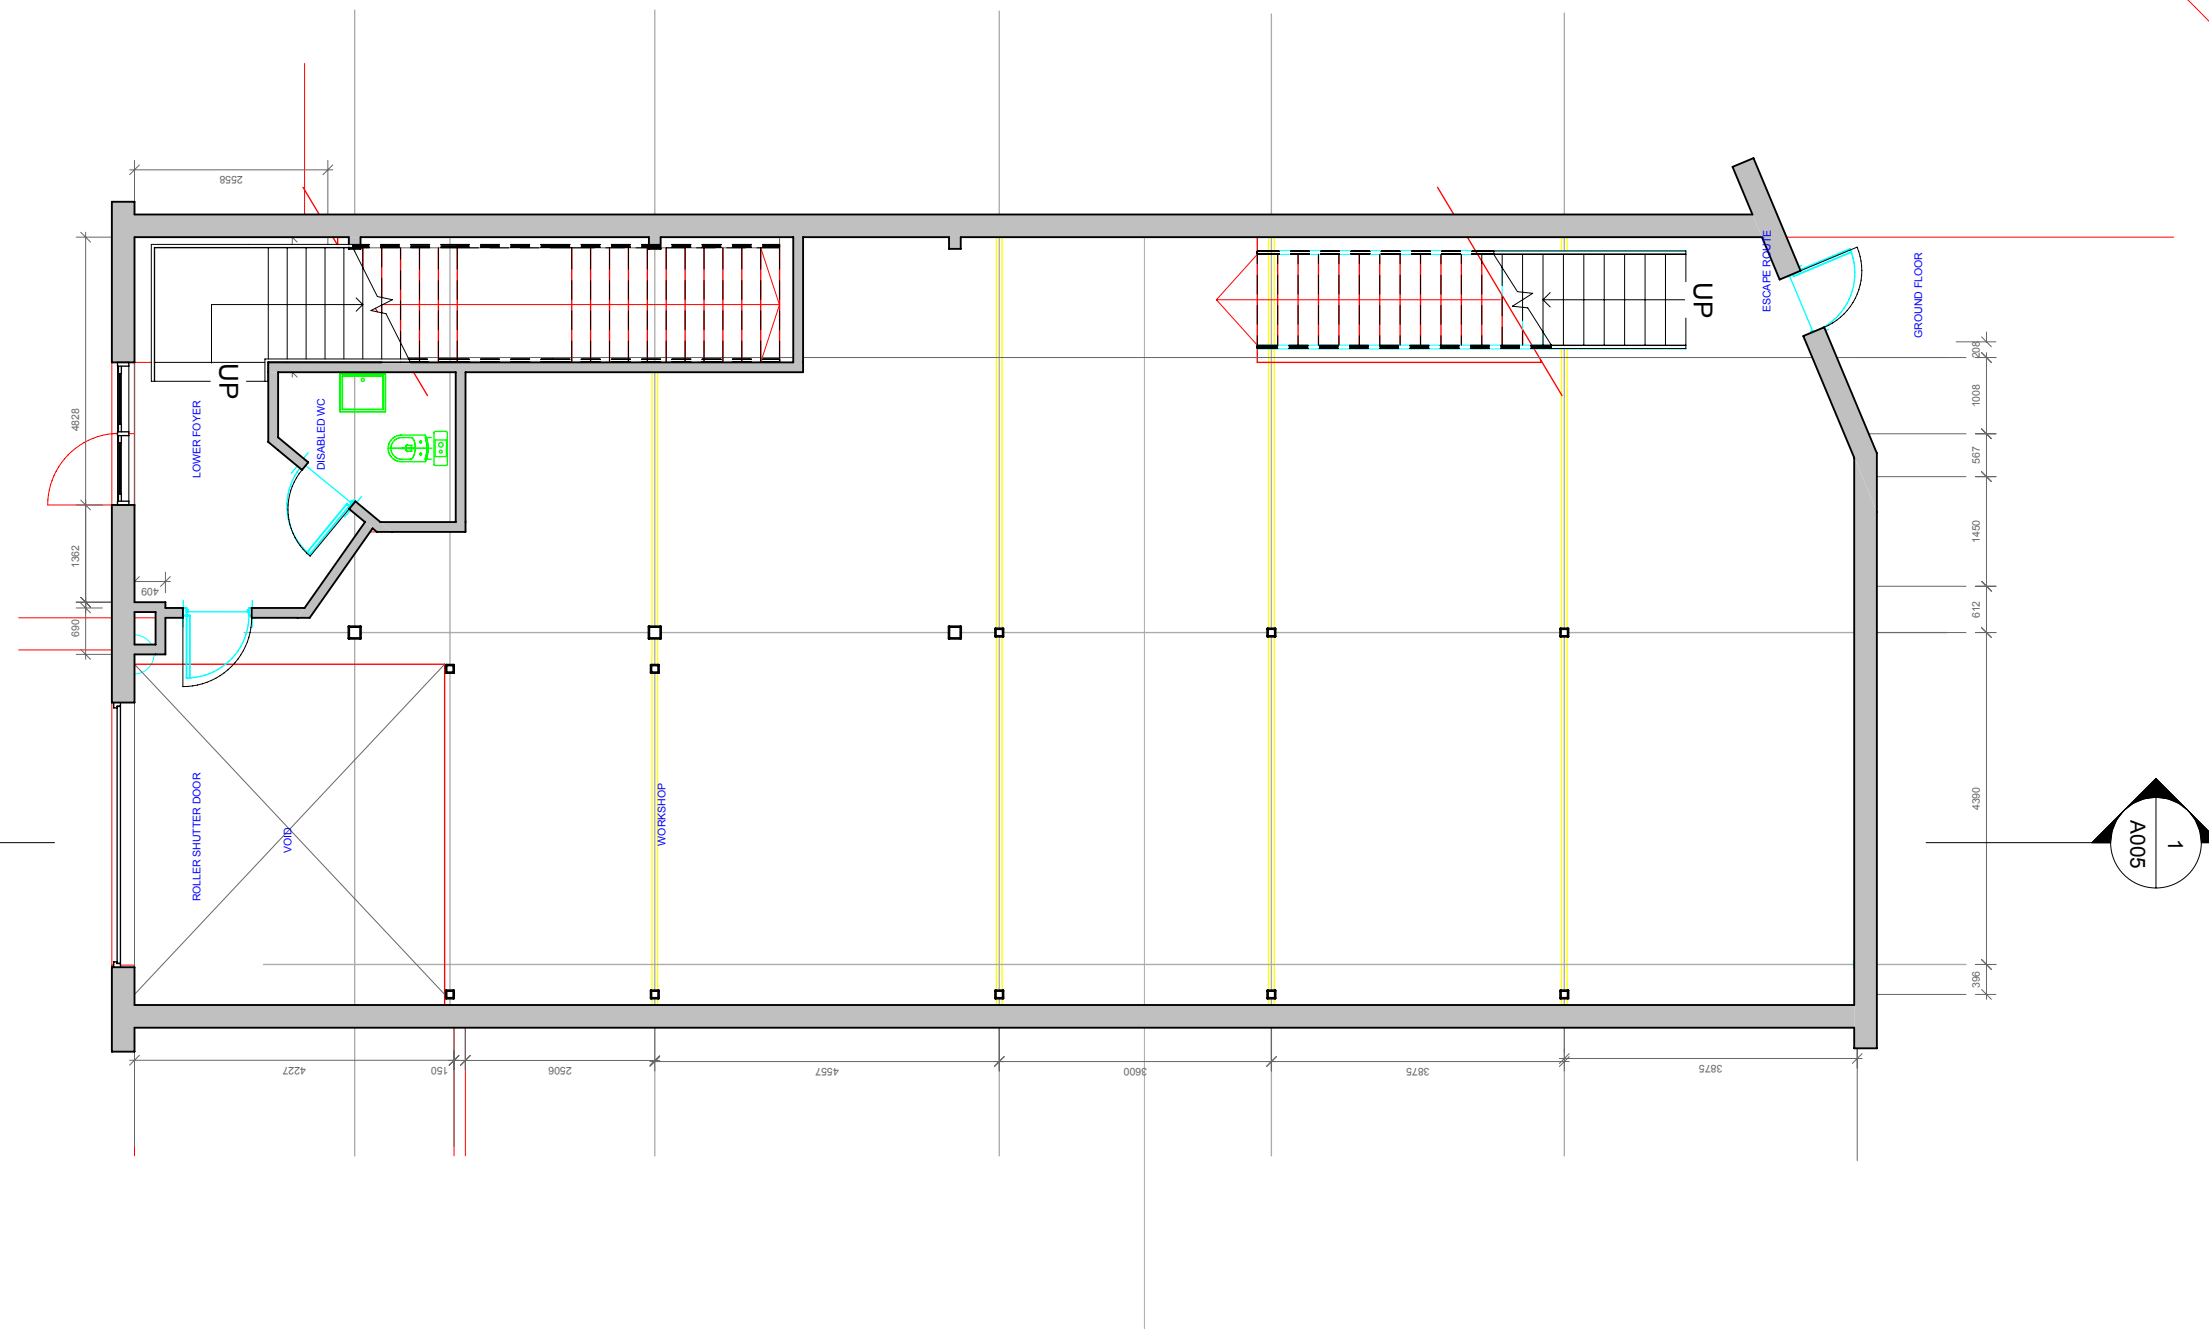 2558
UP
ESCAPE ROUTE
GROUND FLOOR
UP
208
1008
4828
LOWER FOYER
DISABLED WC
567
1450
1362
409
612
690
ROLLER SHUTTER DOOR
VOID
WORKSHOP
4390
1
A005
396
4227
150
2506
4557
3600
3875
3875